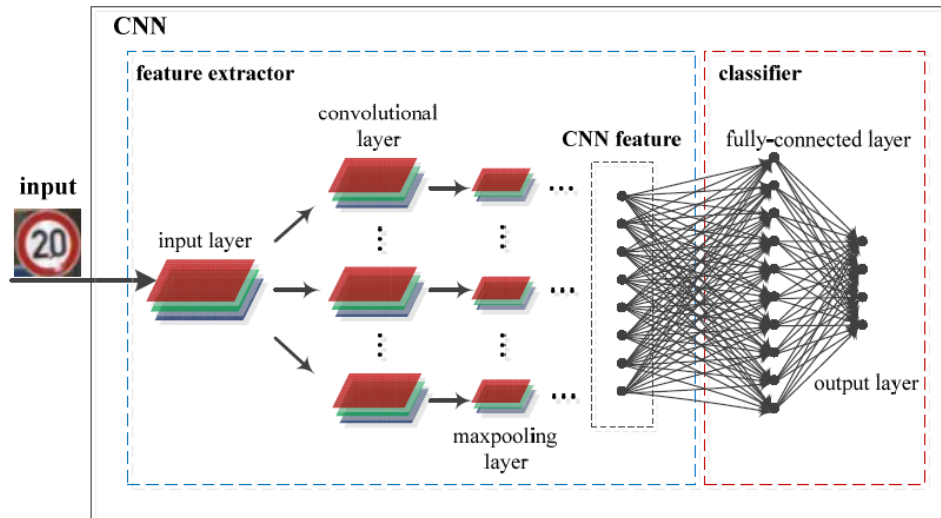 CNN
feature extractor
classifier
convolutional
layer
CNN feature
fully-connected layer
input
20
input layer
output layer
maxpooling
layer